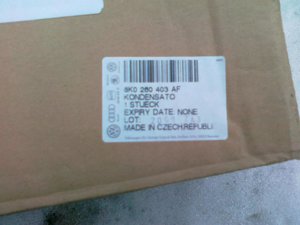 8K0 260 403 AF
KONDENSATO
1 STUECK
EXPIRY DATE: NONE
LOT:
MADE IN CZECH.REPUBLI